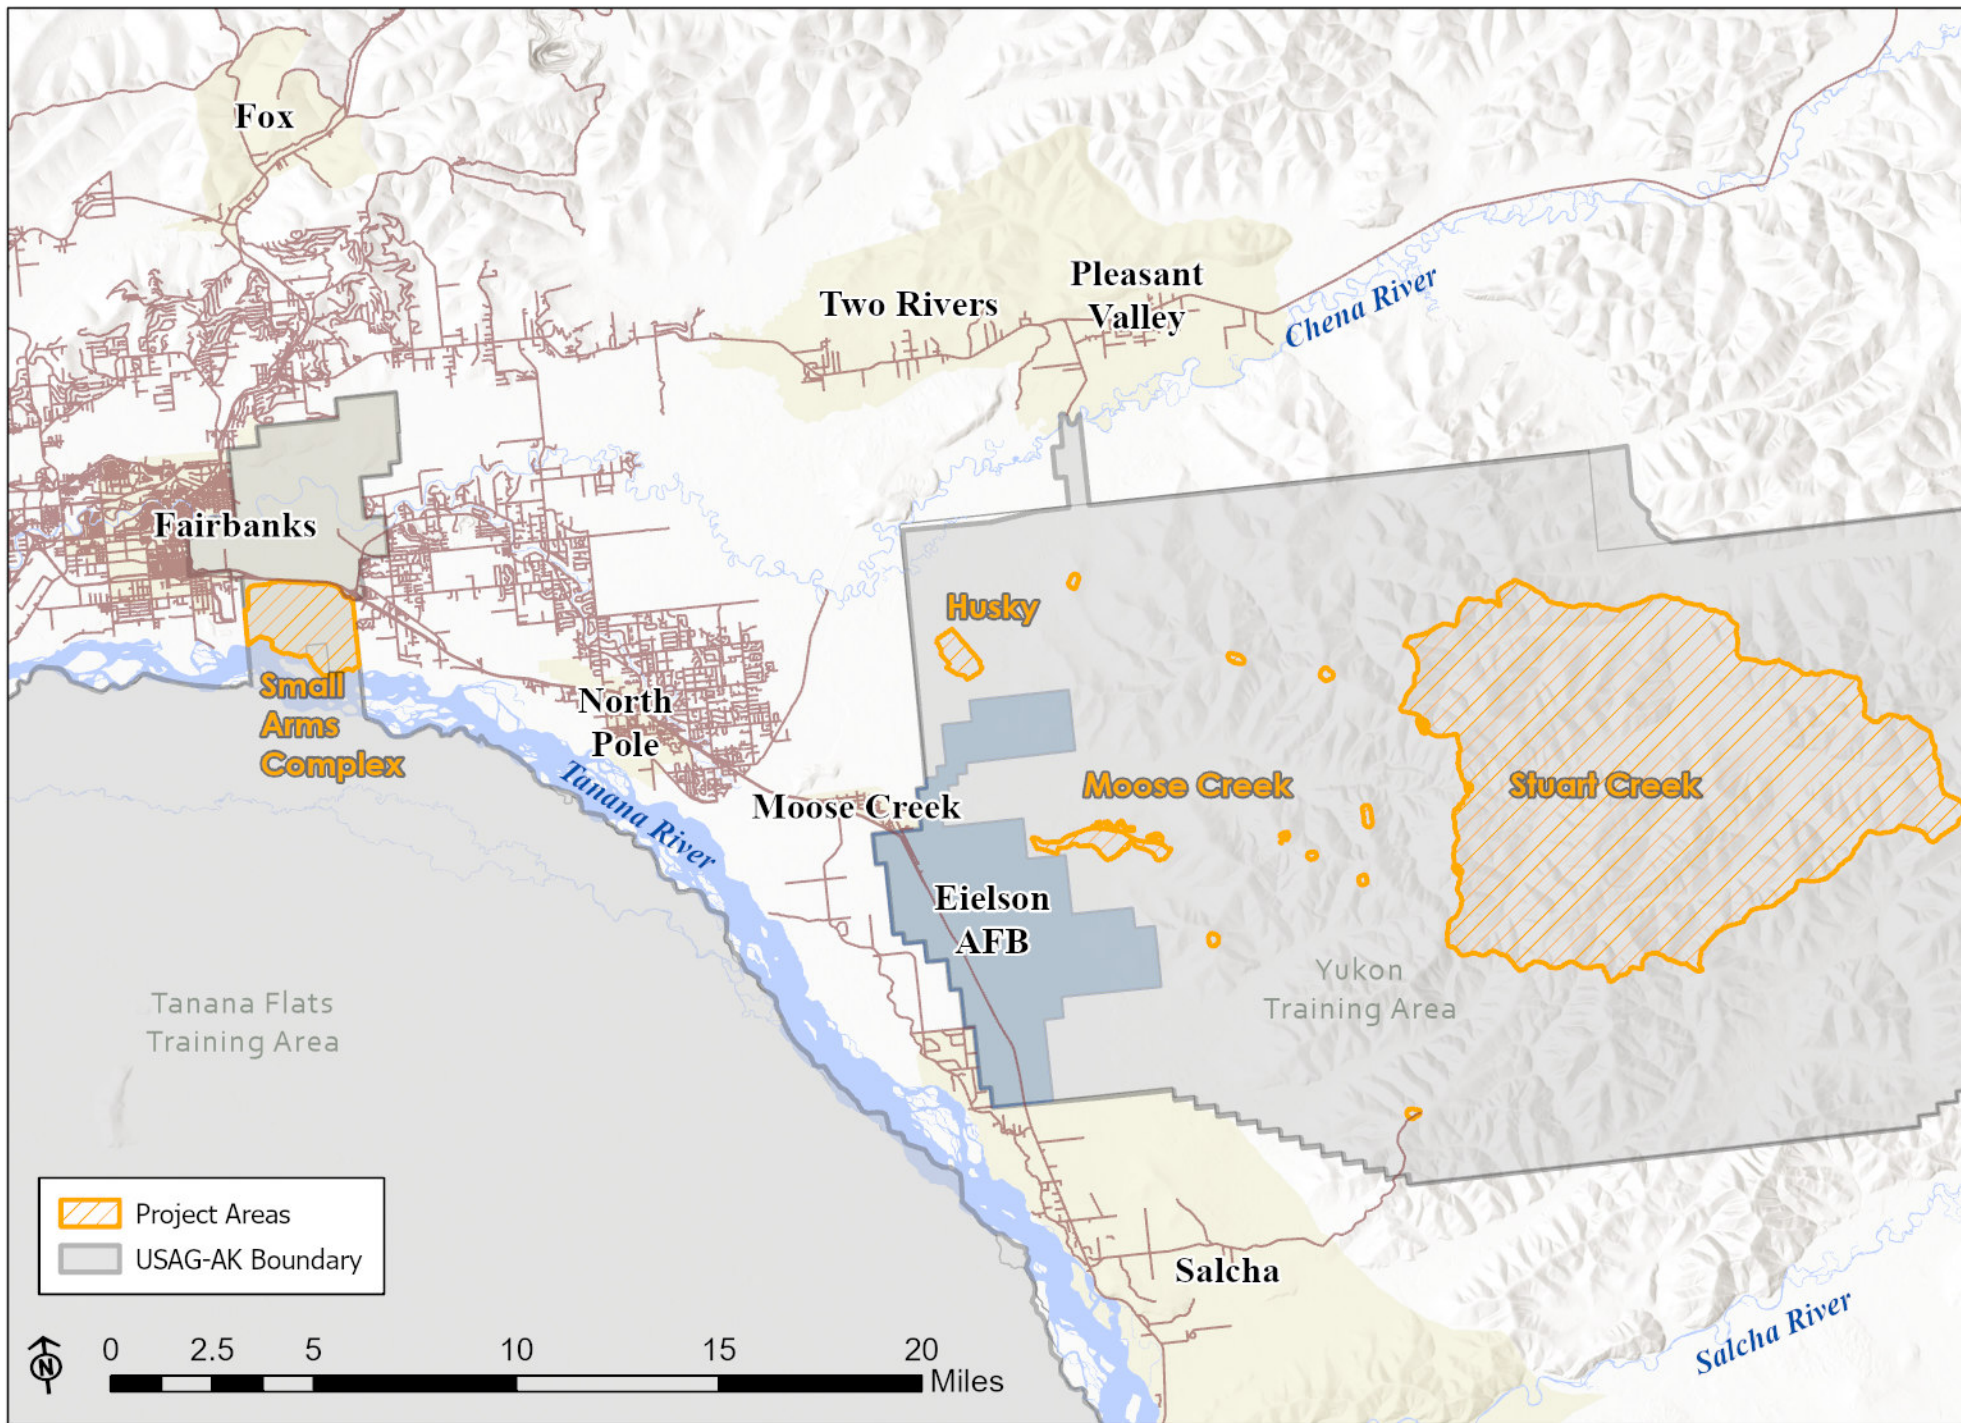 Fox
Pleasant
Valley
Two Rivers
Chena River
Fairbanks
Husky
Small
Arms
Complex
North
Pole
Tanana River
Moose Creek
Moose Creek
Stuart Creek
Eielson
AFB
Yukon
Training Area
Tanana Flats
Training Area
Salcha
Salcha River
Project Areas
USAG-AK Boundary
N
0 2.5 5 10 15 20
Miles